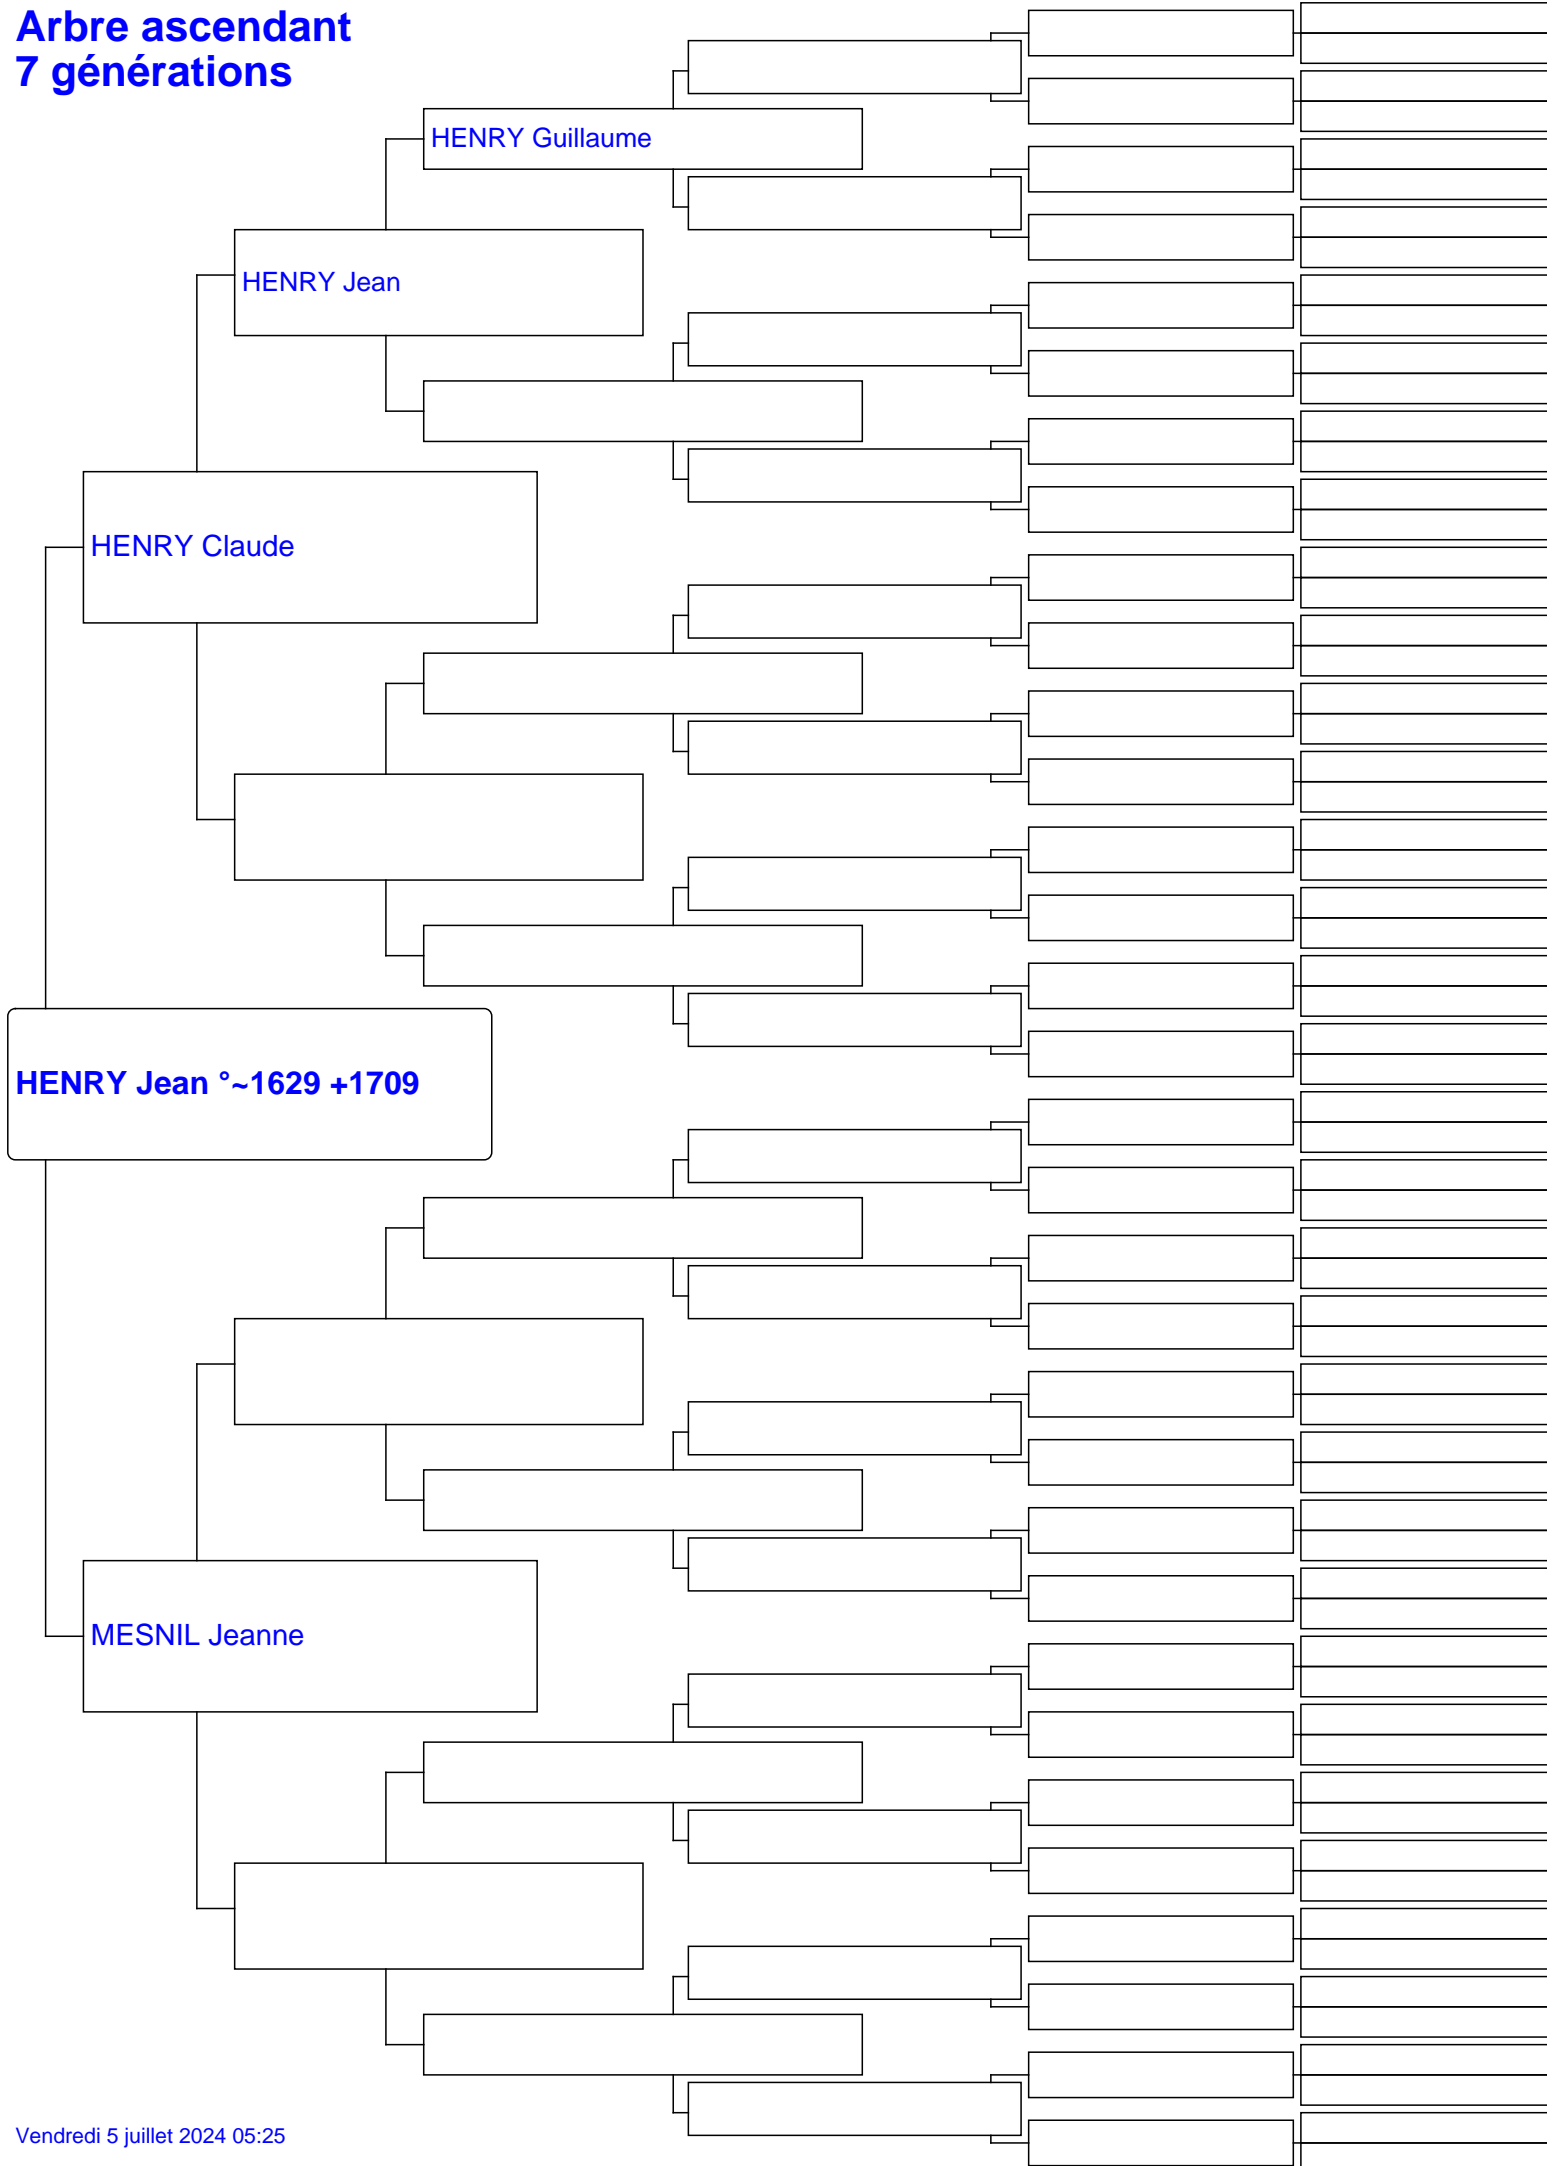 Arbre ascendant
7 générations
HENRY Guillaume
HENRY Jean
HENRY Claude
HENRY Jean °~1629 +1709
MESNIL Jeanne
Vendredi 5 juillet 2024 05:25